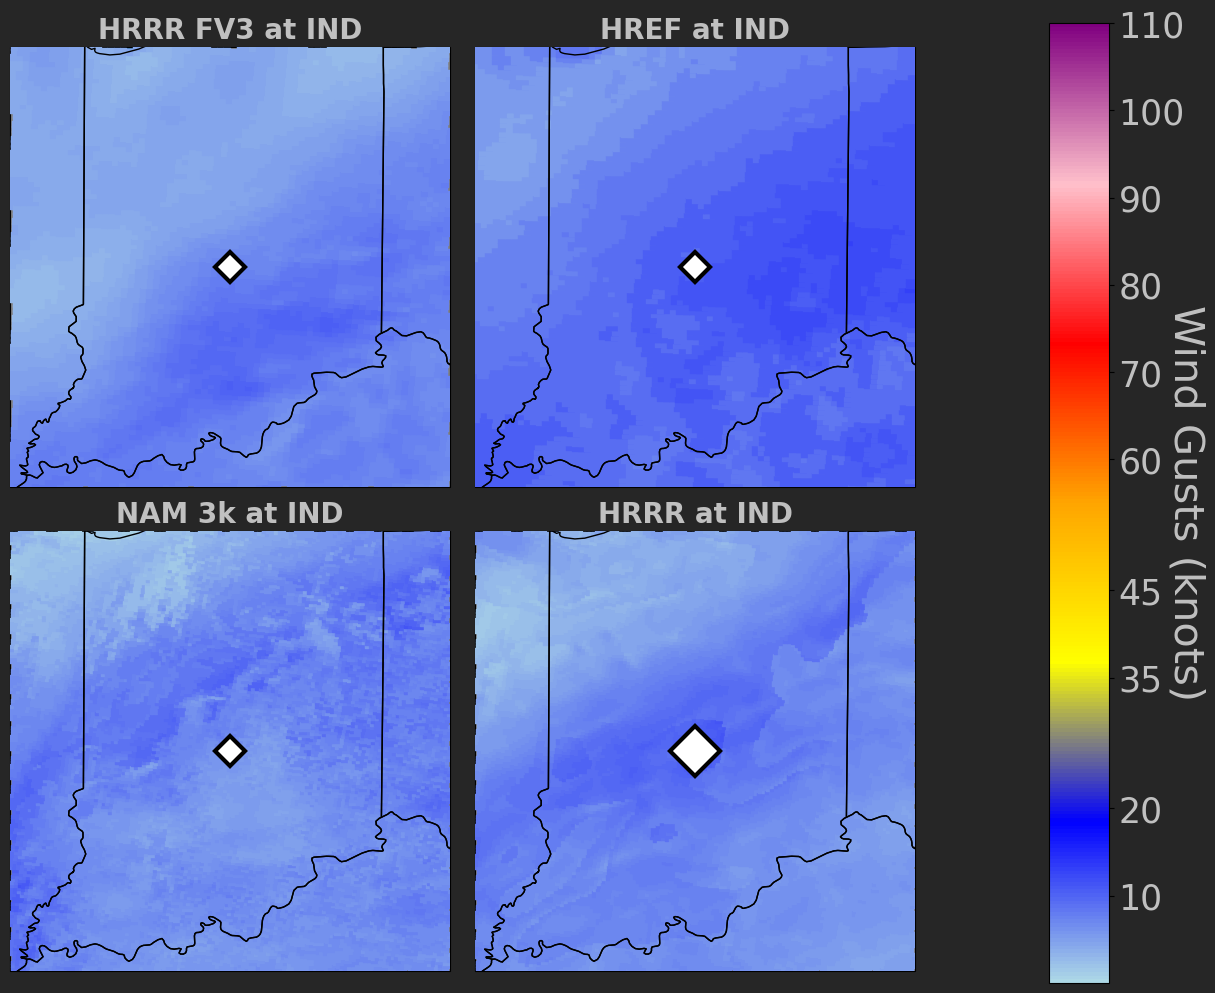 HRRR FV3 at IND
HREF at IND
NAM 3k at IND
HRRR at IND
110
100
90
80
70
60
45
35
20
10
Wind Gusts (knots)